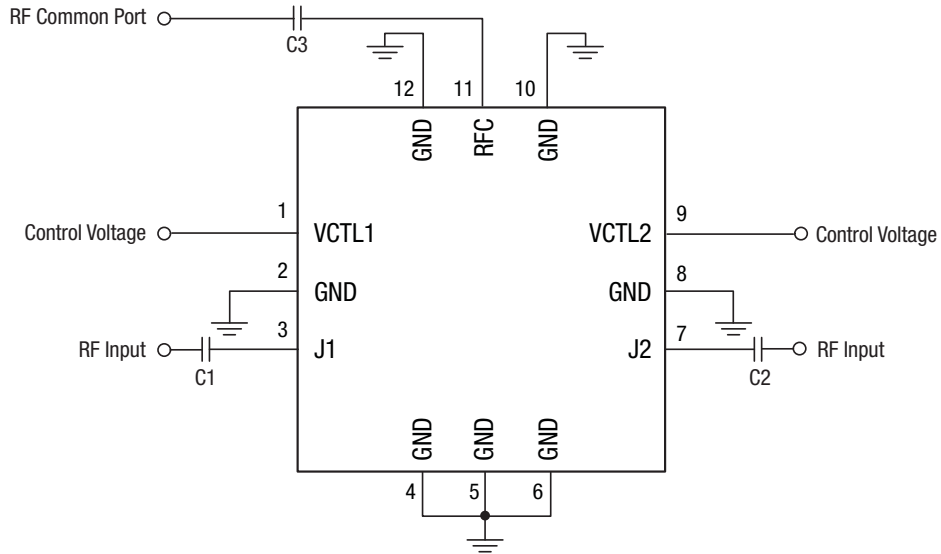 RF Common Port
C3
12
11
10
GND
RFC
GND
1
9
Control Voltage
VCTL1
VCTL2
Control Voltage
2
8
GND
GND
3
7
RF Input
J1
J2
RF Input
C1
C2
GND
GND
GND
4
5
6